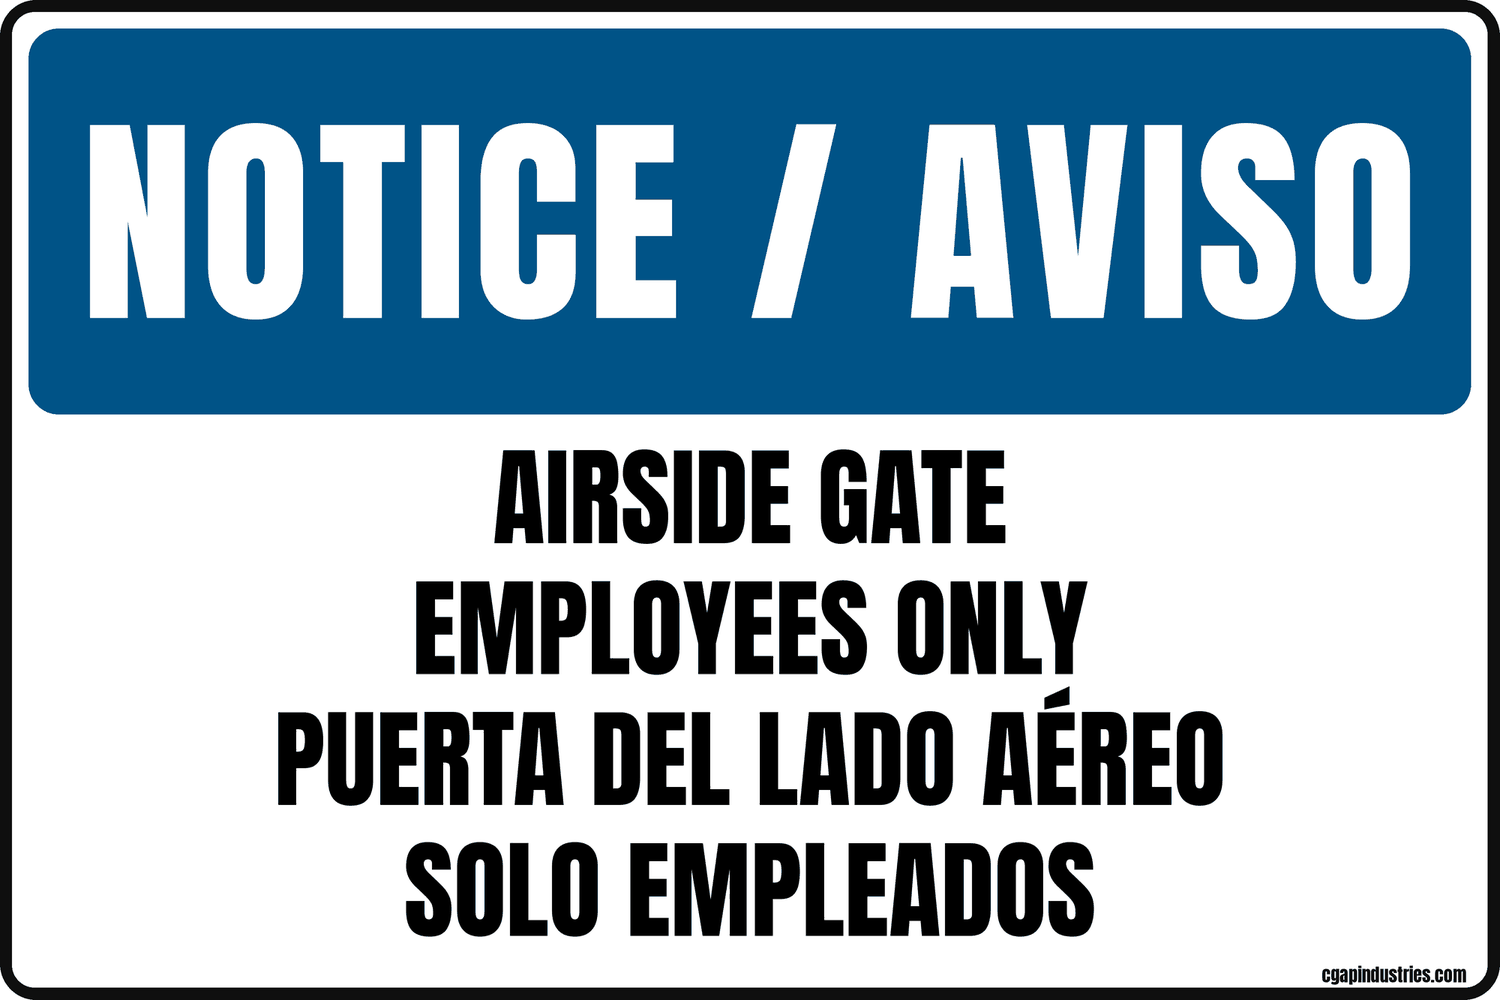 NOTICE / AVISO
AIRSIDE GATE
EMPLOYEES ONLY
PUERTA DEL LADO AÉREO
SOLO EMPLEADOS
cgapindustries.com